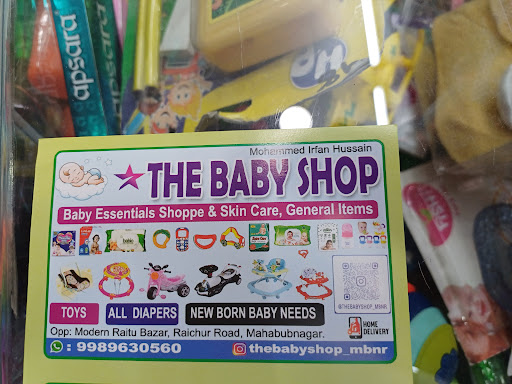 apsara
Mohammed Irfan Hussain
THE BABY SHOP
Baby Essentials Shoppe & Skin Care, General Items
@THEBABYSHOP_MBNR
TOYS
ALL DIAPERS
NEW BORN BABY NEEDS
HOME
DELIVERY
Opp: Modern Raitu Bazar, Raichur Road, Mahabubnagar.
: 9989630560
thebabyshop_mbnr